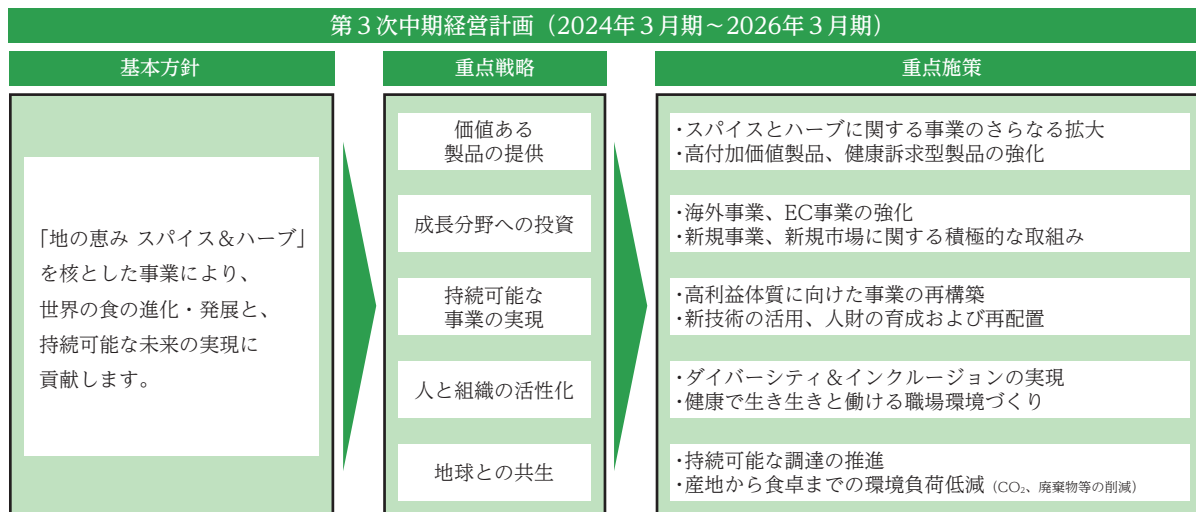 第３次中期経営計画（2024年３月期～2026年３月期）
基本方針
重点戦略
重点施策
「地の恵み スパイス＆ハーブ」
を核とした事業により、
世界の食の進化・発展と、
持続可能な未来の実現に
貢献します。
価値ある
製品の提供
・スパイスとハーブに関する事業のさらなる拡大
・高付加価値製品、健康訴求型製品の強化
成長分野への投資
・海外事業、EC事業の強化
・新規事業、新規市場に関する積極的な取組み
持続可能な
事業の実現
・高利益体質に向けた事業の再構築
・新技術の活用、人財の育成および再配置
人と組織の活性化
・ダイバーシティ＆インクルージョンの実現
・健康で生き生きと働ける職場環境づくり
地球との共生
・持続可能な調達の推進
・産地から食卓までの環境負荷低減（CO₂、廃棄物等の削減）